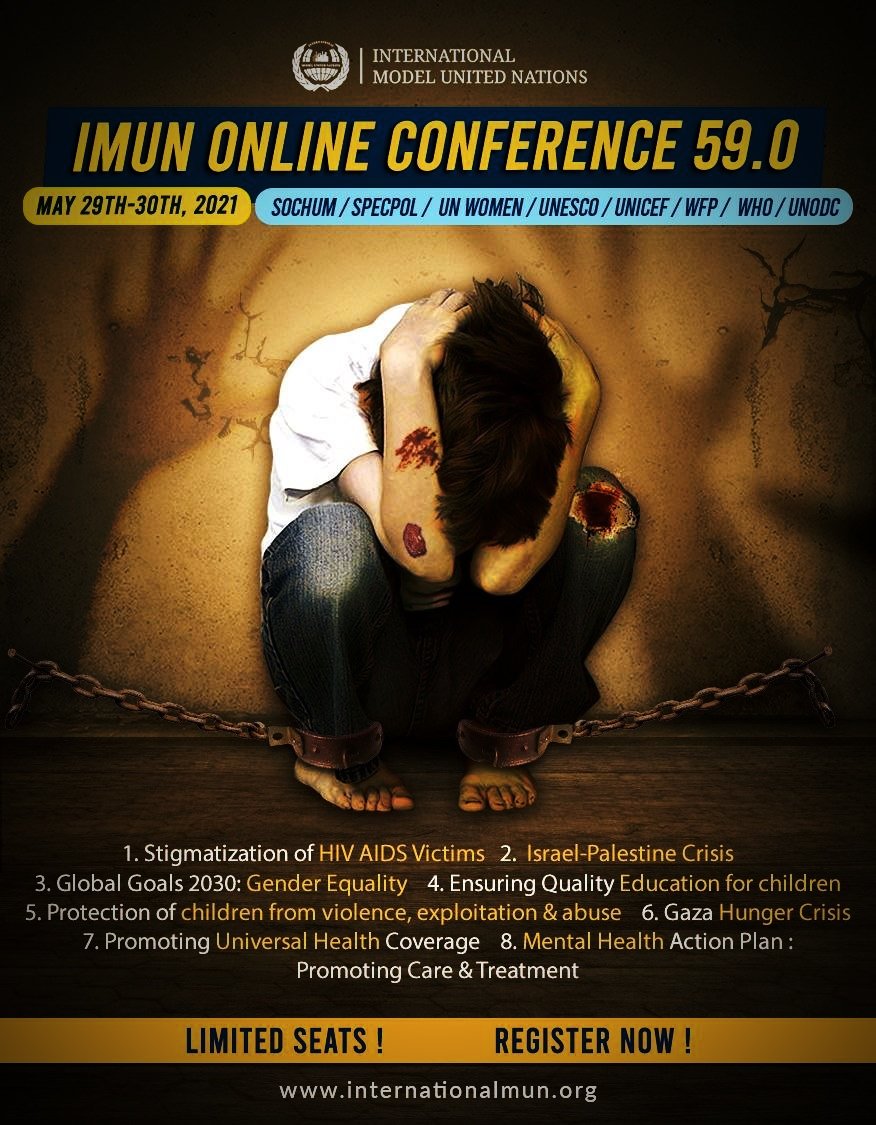 INTERNATIONAL
MODEL UNITED NATIONS
IMUN ONLINE CONFERENCE 59.0
MAY 29TH-30TH, 2021
SOCHUM / SPECPOL / UN WOMEN / UNESCO / UNICEF / WFP / WHO / UNODC
1. Stigmatization of HIV AIDS Victims 2. Israel-Palestine Crisis
3. Global Goals 2030: Gender Equality 4. Ensuring Quality Education for children
5. Protection of children from violence, exploitation & abuse 6. Gaza Hunger Crisis
7. Promoting Universal Health Coverage 8. Mental Health Action Plan :
Promoting Care & Treatment
LIMITED SEATS ! REGISTER NOW !
www.internationalmun.org